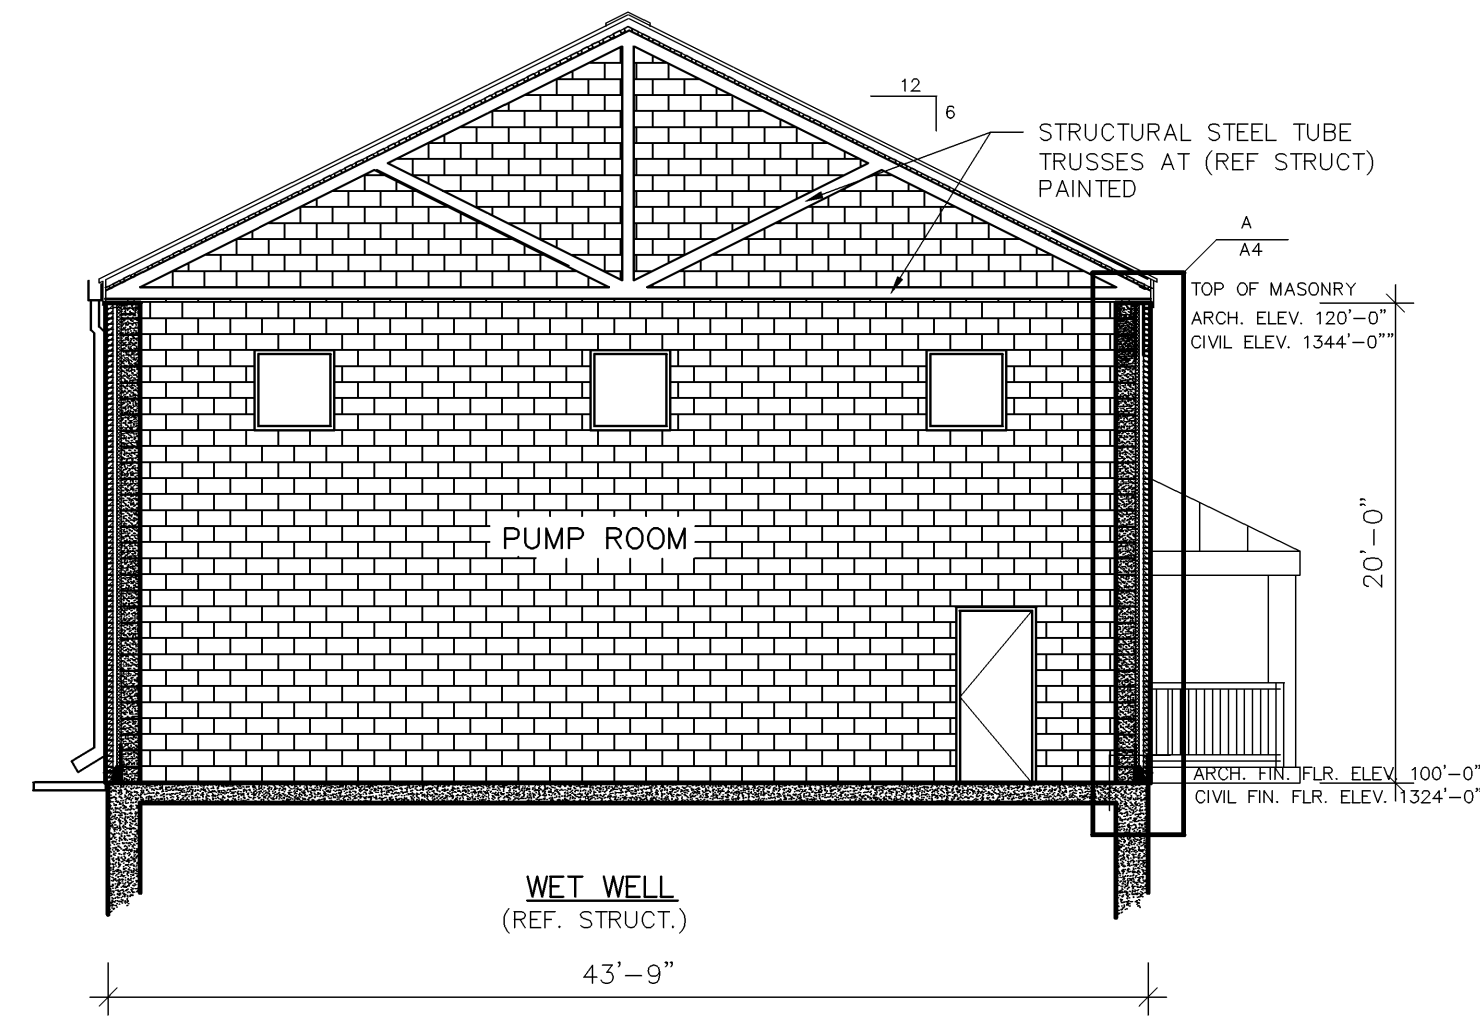 12
6
STRUCTURAL STEEL TUBE
TRUSSES AT (REF STRUCT)
PAINTED
A
A4
TOP OF MASONRY
ARCH. ELEV. 120'-0"
CIVIL ELEV. 1344'-0""
20'-0"
PUMP ROOM
ARCH. FIN. FLR. ELEV. 100'-0"
CIVIL FIN. FLR. ELEV. 1324'-0"
WET WELL
(REF. STRUCT.)
43'-9"